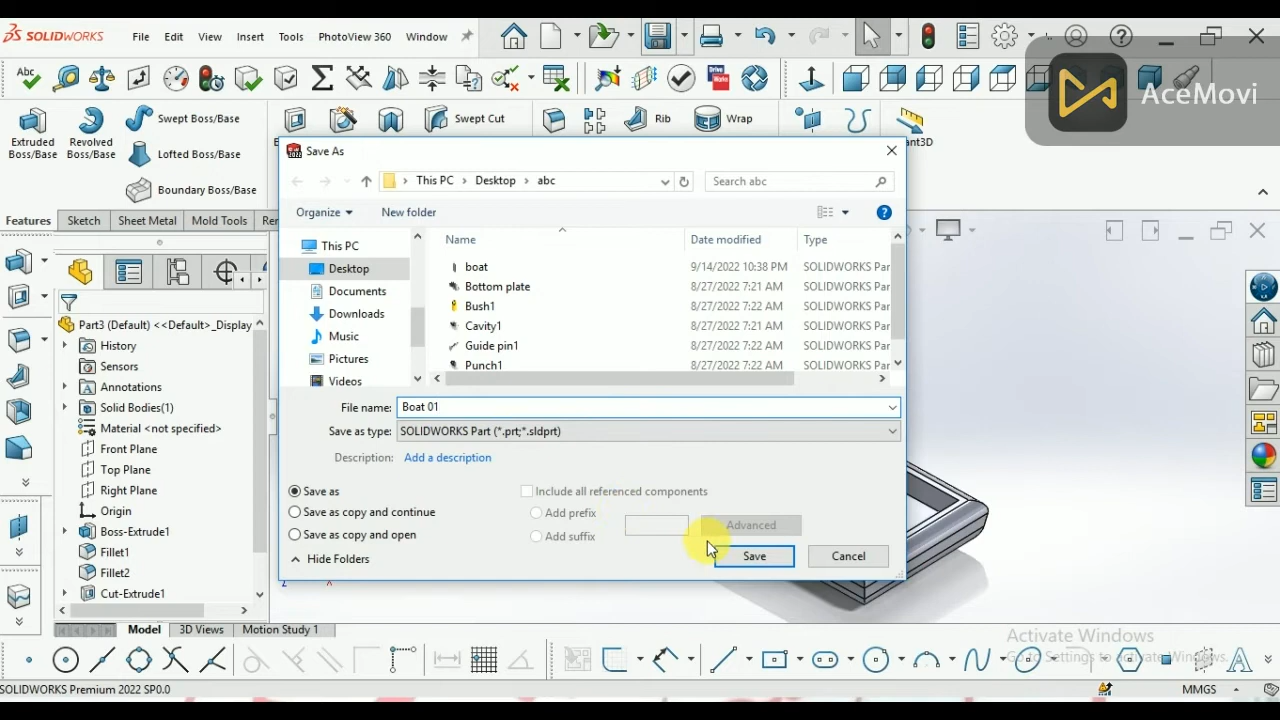 SOLIDWORKS File Edit View Insert Tools PhotoView 360 Window
AceMovi
Extruded Boss/Base
Revolved Boss/Base
Swept Boss/Base
Lofted Boss/Base
Boundary Boss/Base
Swept Cut
Rib
Wrap
Features Sketch Sheet Metal Mold Tools
Save As
This PC > Desktop > abc
Search abc
Organize
New folder
This PC
Desktop
Documents
Downloads
Music
Pictures
Videos
Name Date modified Type
boat 9/14/2022 10:38 PM SOLIDWORKS Par
Bottom plate 8/27/2022 7:21 AM SOLIDWORKS Par
Bush1 8/27/2022 7:22 AM SOLIDWORKS Par
Cavity1 8/27/2022 7:21 AM SOLIDWORKS Par
Guide pin1 8/27/2022 7:22 AM SOLIDWORKS Par
Punch1 8/27/2022 7:22 AM SOLIDWORKS Par
File name: Boat 01
Save as type: SOLIDWORKS Part (*.prt;*.sldprt)
Description: Add a description
Save as
Save as copy and continue
Save as copy and open
Include all referenced components
Add prefix
Add suffix
Advanced
Hide Folders
Save
Cancel
Part3 (Default) <<Default>_Display
History
Sensors
Annotations
Solid Bodies(1)
Material <not specified>
Front Plane
Top Plane
Right Plane
Origin
Boss-Extrude1
Fillet1
Fillet2
Cut-Extrude1
Model 3D Views Motion Study 1
Activate Windows
Go to Settings to Activate Windows.
SOLIDWORKS Premium 2022 SP0.0
MMGS